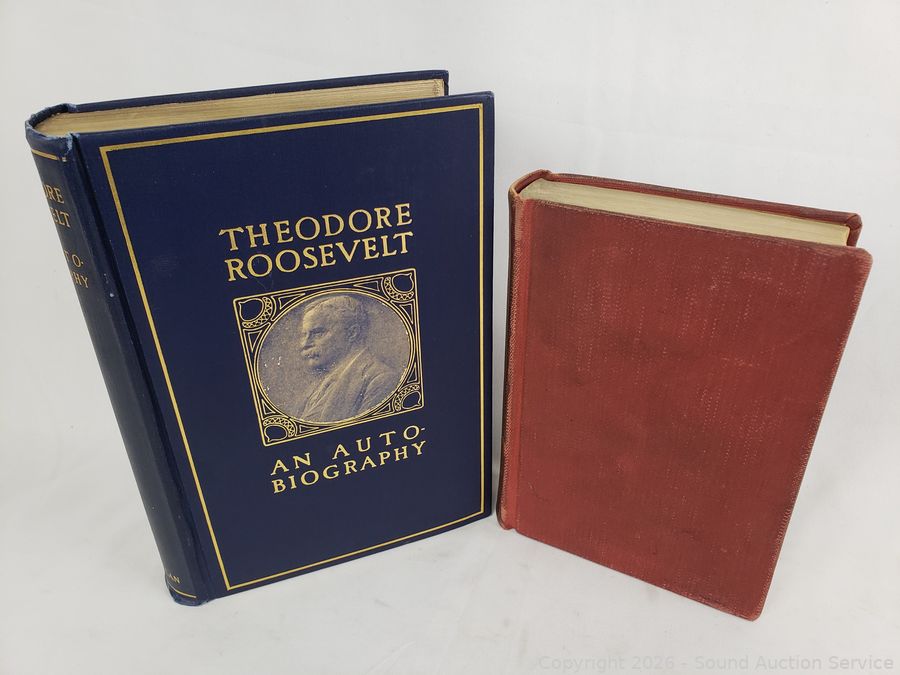 THEODORE
ROOSEVELT
AN AUTO-
BIOGRAPHY
Copyright 2026 - Sound Auction Service